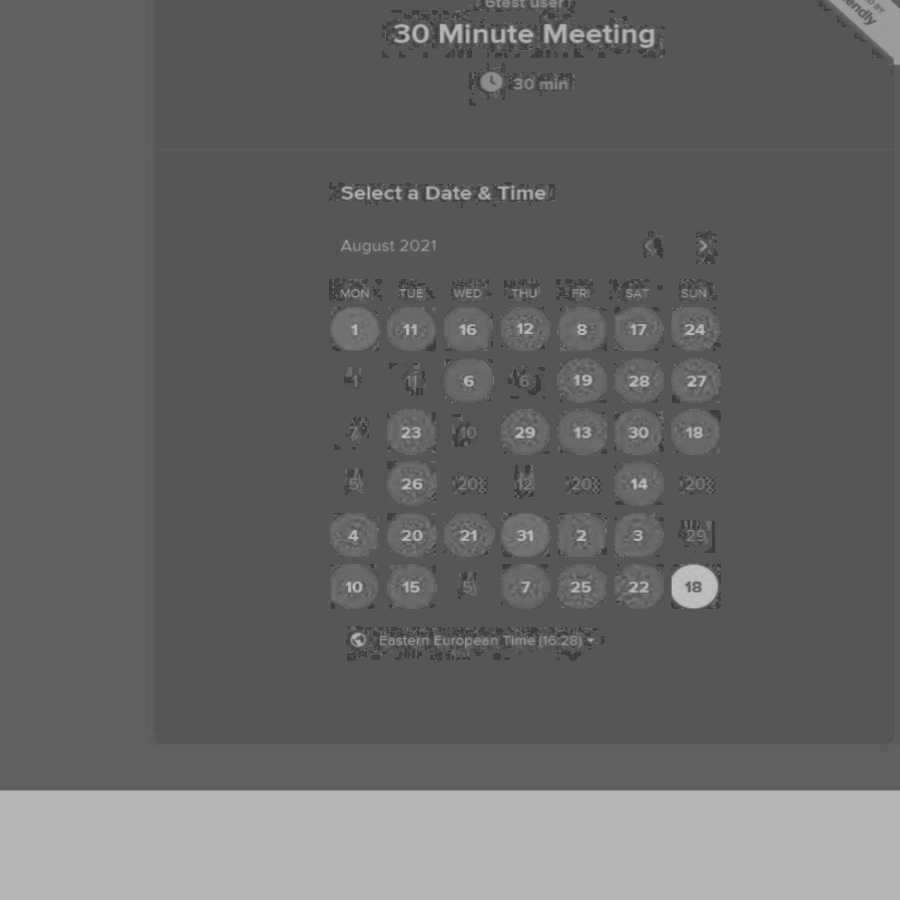 6test user
30 Minute Meeting
30 min
Select a Date & Time
August 2021
MON TUE WED THU FRI SAT SUN
1 11 16 12 8 17 24
11 6 6 19 28 27
7 23 10 29 13 30 18
5 26 20 12 20 14 20
4 20 21 31 2 3 29
10 15 5 7 25 22 18
Eastern European Time (16:28)